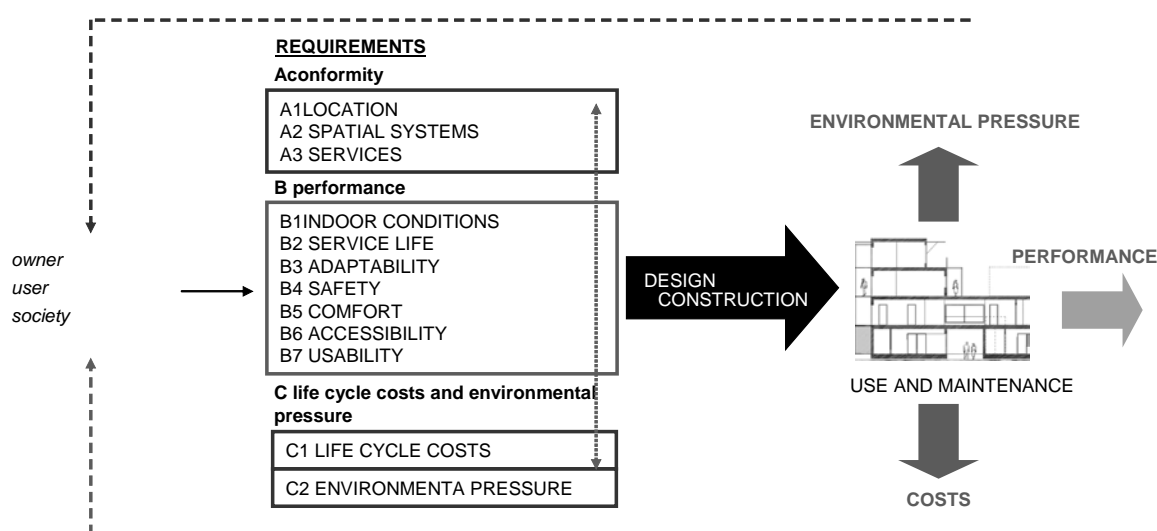 REQUIREMENTS
Aconformity
A1LOCATION
A2 SPATIAL SYSTEMS
A3 SERVICES
B performance
B1INDOOR CONDITIONS
B2 SERVICE LIFE
B3 ADAPTABILITY
B4 SAFETY
B5 COMFORT
B6 ACCESSIBILITY
B7 USABILITY
C life cycle costs and environmental
pressure
C1 LIFE CYCLE COSTS
C2 ENVIRONMENTA PRESSURE
owner
user
society
DESIGN
CONSTRUCTION
ENVIRONMENTAL PRESSURE
PERFORMANCE
USE AND MAINTENANCE
COSTS